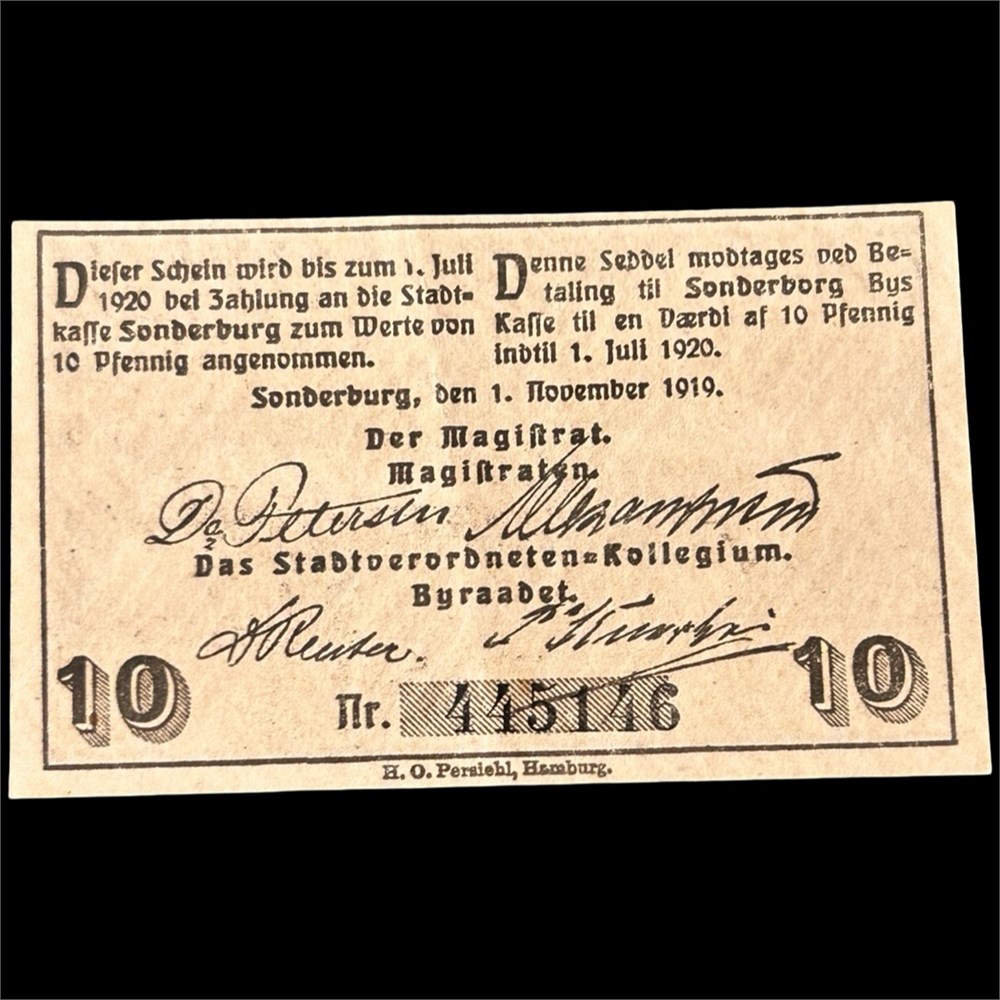 Dieser Schein wird bis zum 1. Juli
1920 bei Zahlung an die Stadt=
kasse Sonderburg zum Werte von
10 Pfennig angenommen.
Denne Seddel modtages ved Be=
taling til Sonderborg Bys
Kasse til en Værdi af 10 Pfennig
indtil 1. Juli 1920.
Sonderburg, den 1. November 1919.
Der Magistrat.
Magistraten.
Petersen
Das Stadtverordneten=Kollegium.
Byraadet.
Reuter.
10
Nr. 445146
10
H. O. Persiehl, Hamburg.